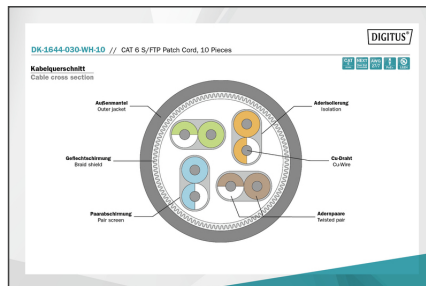 DIGITUS®
DK-1644-030-WH-10 // CAT 6 S/FTP Patch Cord, 10 Pieces
Kabelquerschnitt
Cable cross section
Außenmantel
Outer jacket
Aderisolierung
Isolation
Geflechtschirmung
Braid shield
Cu-Draht
Cu-Wire
Paarabschirmung
Pair screen
Adernpaare
Twisted pair